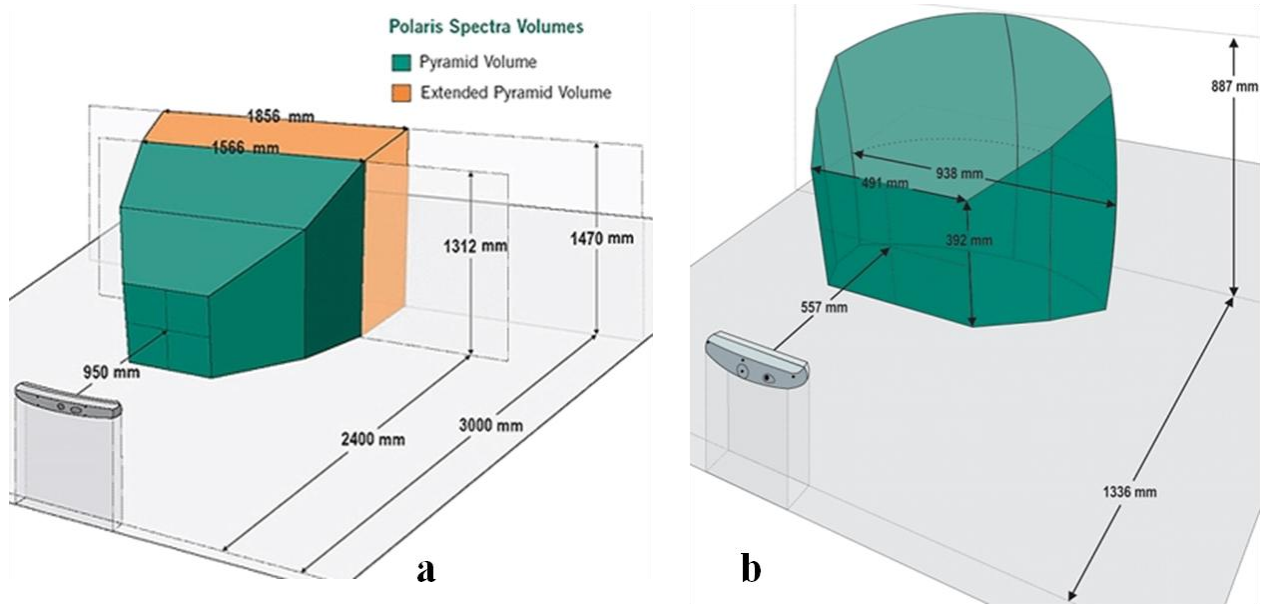 Polaris Spectra Volumes
Pyramid Volume
Extended Pyramid Volume
1856 mm
1566 mm
1312 mm
1470 mm
950 mm
2400 mm
3000 mm
a
887 mm
938 mm
491 mm
392 mm
557 mm
1336 mm
b